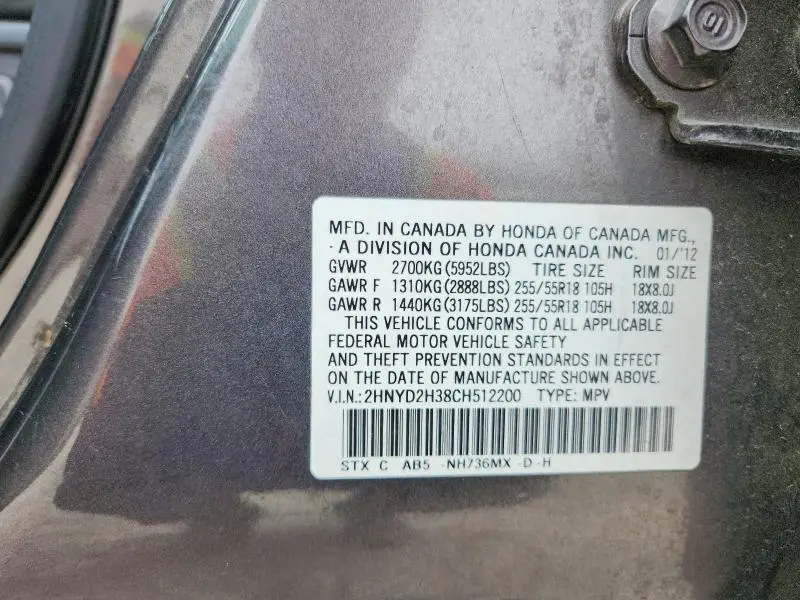 MFD. IN CANADA BY HONDA OF CANADA MFG.,
A DIVISION OF HONDA CANADA INC. 01/'12
GVWR 2700KG(5952LBS) TIRE SIZE RIM SIZE
GAWR F 1310KG(2888LBS) 255/55R18 105H 18X8.0J
GAWR R 1440KG(3175LBS) 255/55R18 105H 18X8.0J
THIS VEHICLE CONFORMS TO ALL APPLICABLE
FEDERAL MOTOR VEHICLE SAFETY
AND THEFT PREVENTION STANDARDS IN EFFECT
ON THE DATE OF MANUFACTURE SHOWN ABOVE.
V.I.N.: 2HNYD2H38CH512200 TYPE: MPV
STX C AB5 -NH736MX -D -H